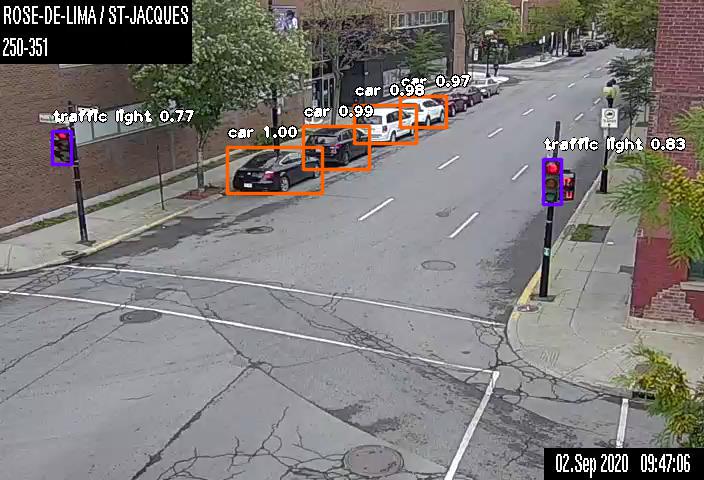 ROSE-DE-LIMA / ST-JACQUES
250-351
car 0.97
car 0.98
car 0.99
traffic light 0.77
car 1.00
traffic light 0.83
02.Sep 2020 09:47:06